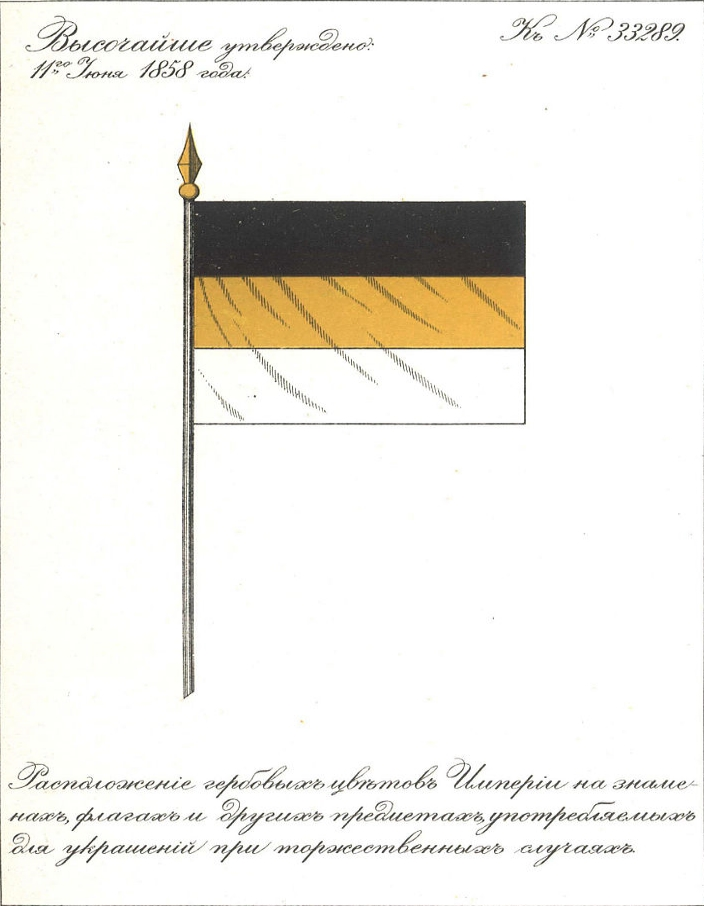 Высочайше утверждено:
Къ № 33289.
11го Іюня 1858 года:
Расположеніе гербовыхъ цвѣтовъ Имперіи на знаме-
нахъ, флагахъ и другихъ предметахъ, употребляемыхъ
для украшеній при торжественныхъ случаяхъ.